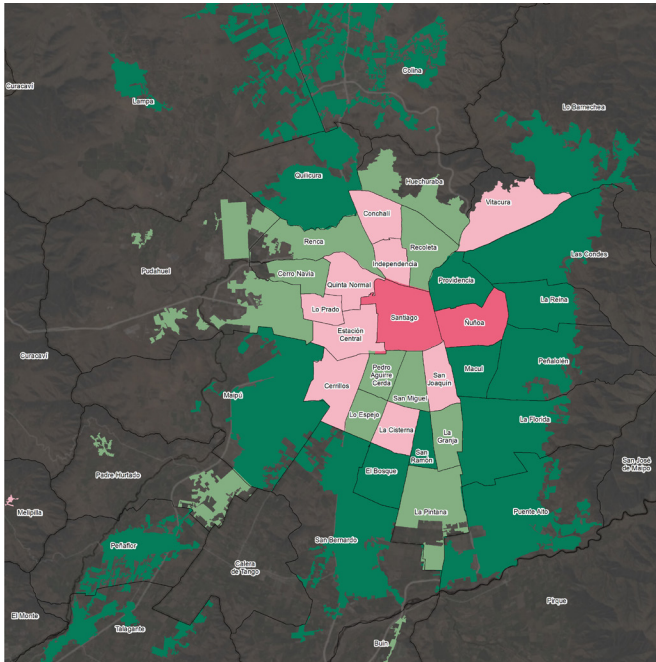 Colina
Curacaví
Lampa
Lo Barnechea
Quilicura
Huechuraba
Vitacura
Conchalí
Renca
Recoleta
Las Condes
Independencia
Pudahuel
Cerro Navia
Providencia
Quinta Normal
La Reina
Lo Prado
Santiago
Ñuñoa
Estación
Central
Curacaví
Peñalolén
Pedro
Aguirre
Cerda
San
Joaquín
Macul
Cerrillos
Maipú
San Miguel
Lo Espejo
La Florida
La Cisterna
La
Granja
San
Ramón
San José
de Maipo
El Bosque
Padre Hurtado
Melipilla
La Pintana
Puente Alto
San Bernardo
Peñaflor
Calera
de Tango
Pirque
El Monte
Talagante
Buin